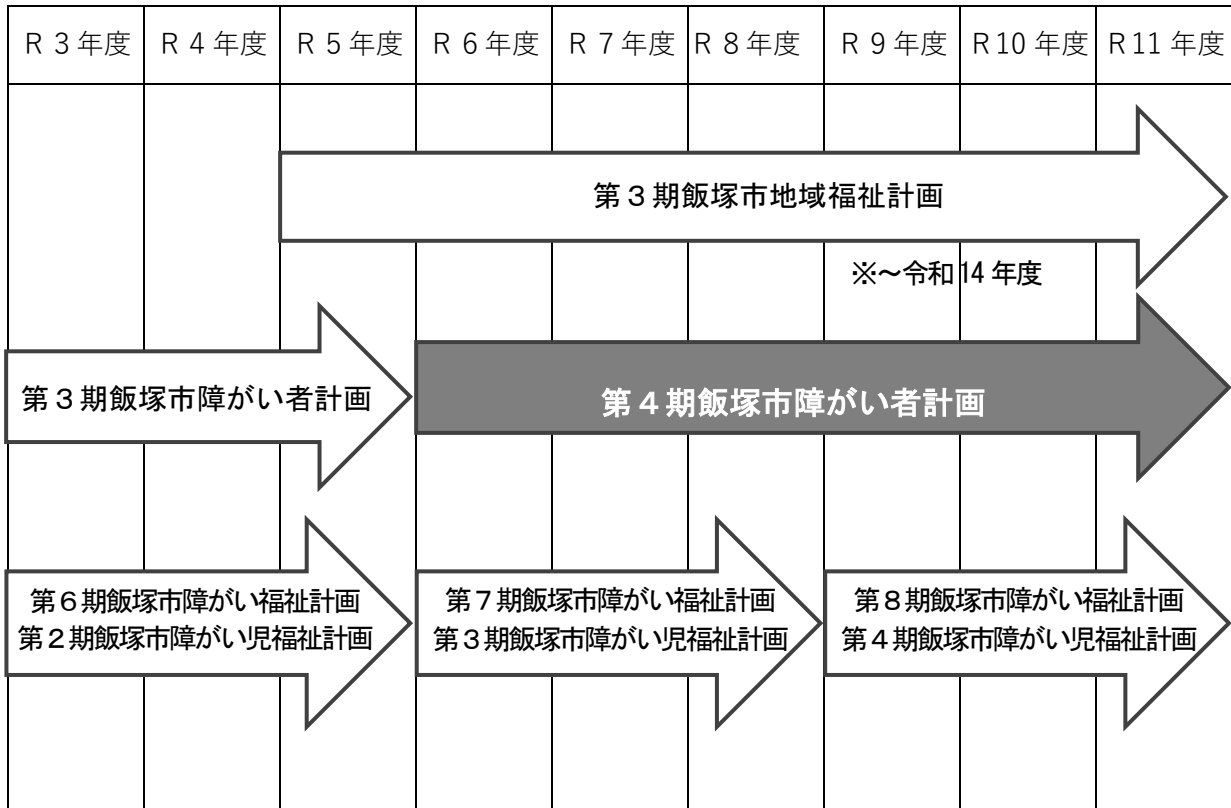 R 3年度 R 4年度 R 5年度 R 6年度 R 7年度 R 8年度 R 9年度 R10年度 R11年度
第3期飯塚市地域福祉計画
※～令和14年度
第3期飯塚市障がい者計画
第4期飯塚市障がい者計画
第6期飯塚市障がい福祉計画
第2期飯塚市障がい児福祉計画
第7期飯塚市障がい福祉計画
第3期飯塚市障がい児福祉計画
第8期飯塚市障がい福祉計画
第4期飯塚市障がい児福祉計画